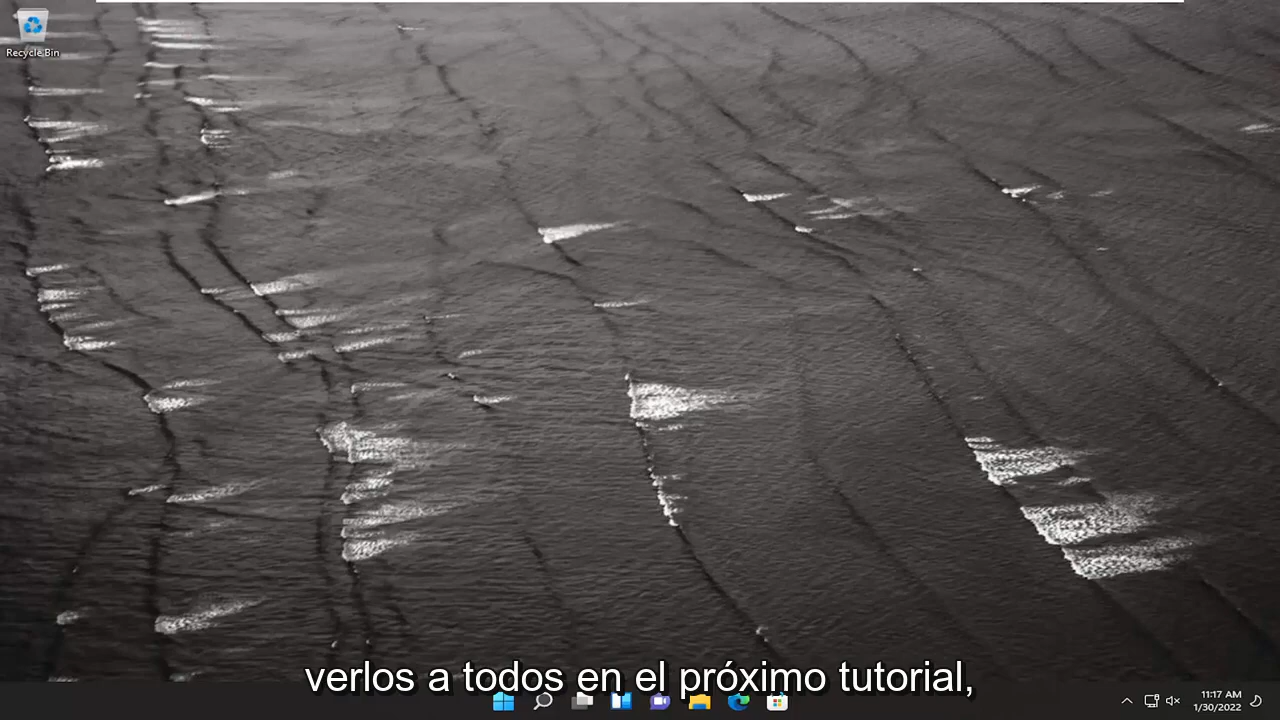 Recycle Bin
verlos a todos en el próximo tutorial,
11:17 AM
1/30/2022